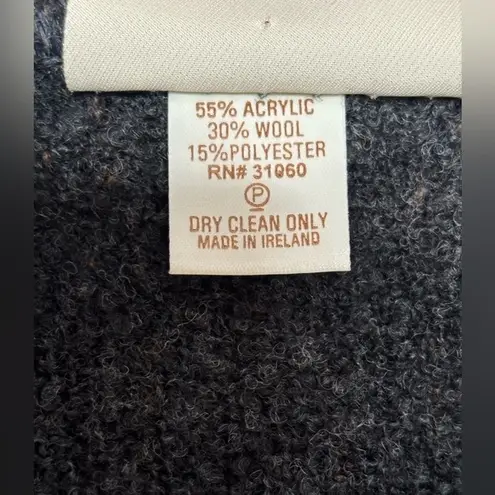 55% ACRYLIC
30% WOOL
15%POLYESTER
RN# 31060
P
DRY CLEAN ONLY
MADE IN IRELAND